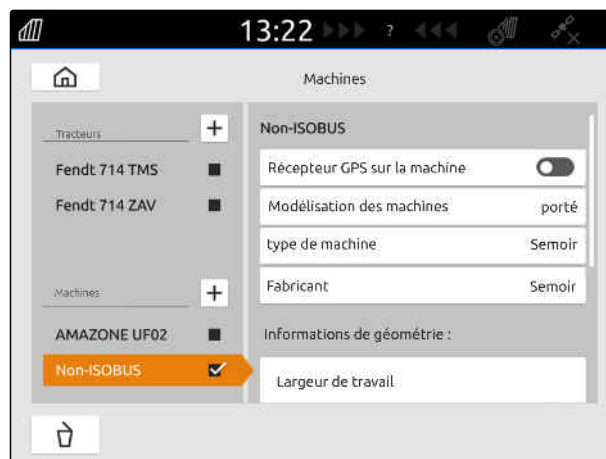 13:22 ?
Machines
Tracteurs
Fendt 714 TMS
Fendt 714 ZAV
Machines
AMAZONE UF02
Non-ISOBUS
Non-ISOBUS
Récepteur GPS sur la machine
Modélisation des machines porté
type de machine Semoir
Fabricant Semoir
Informations de géométrie :
Largeur de travail